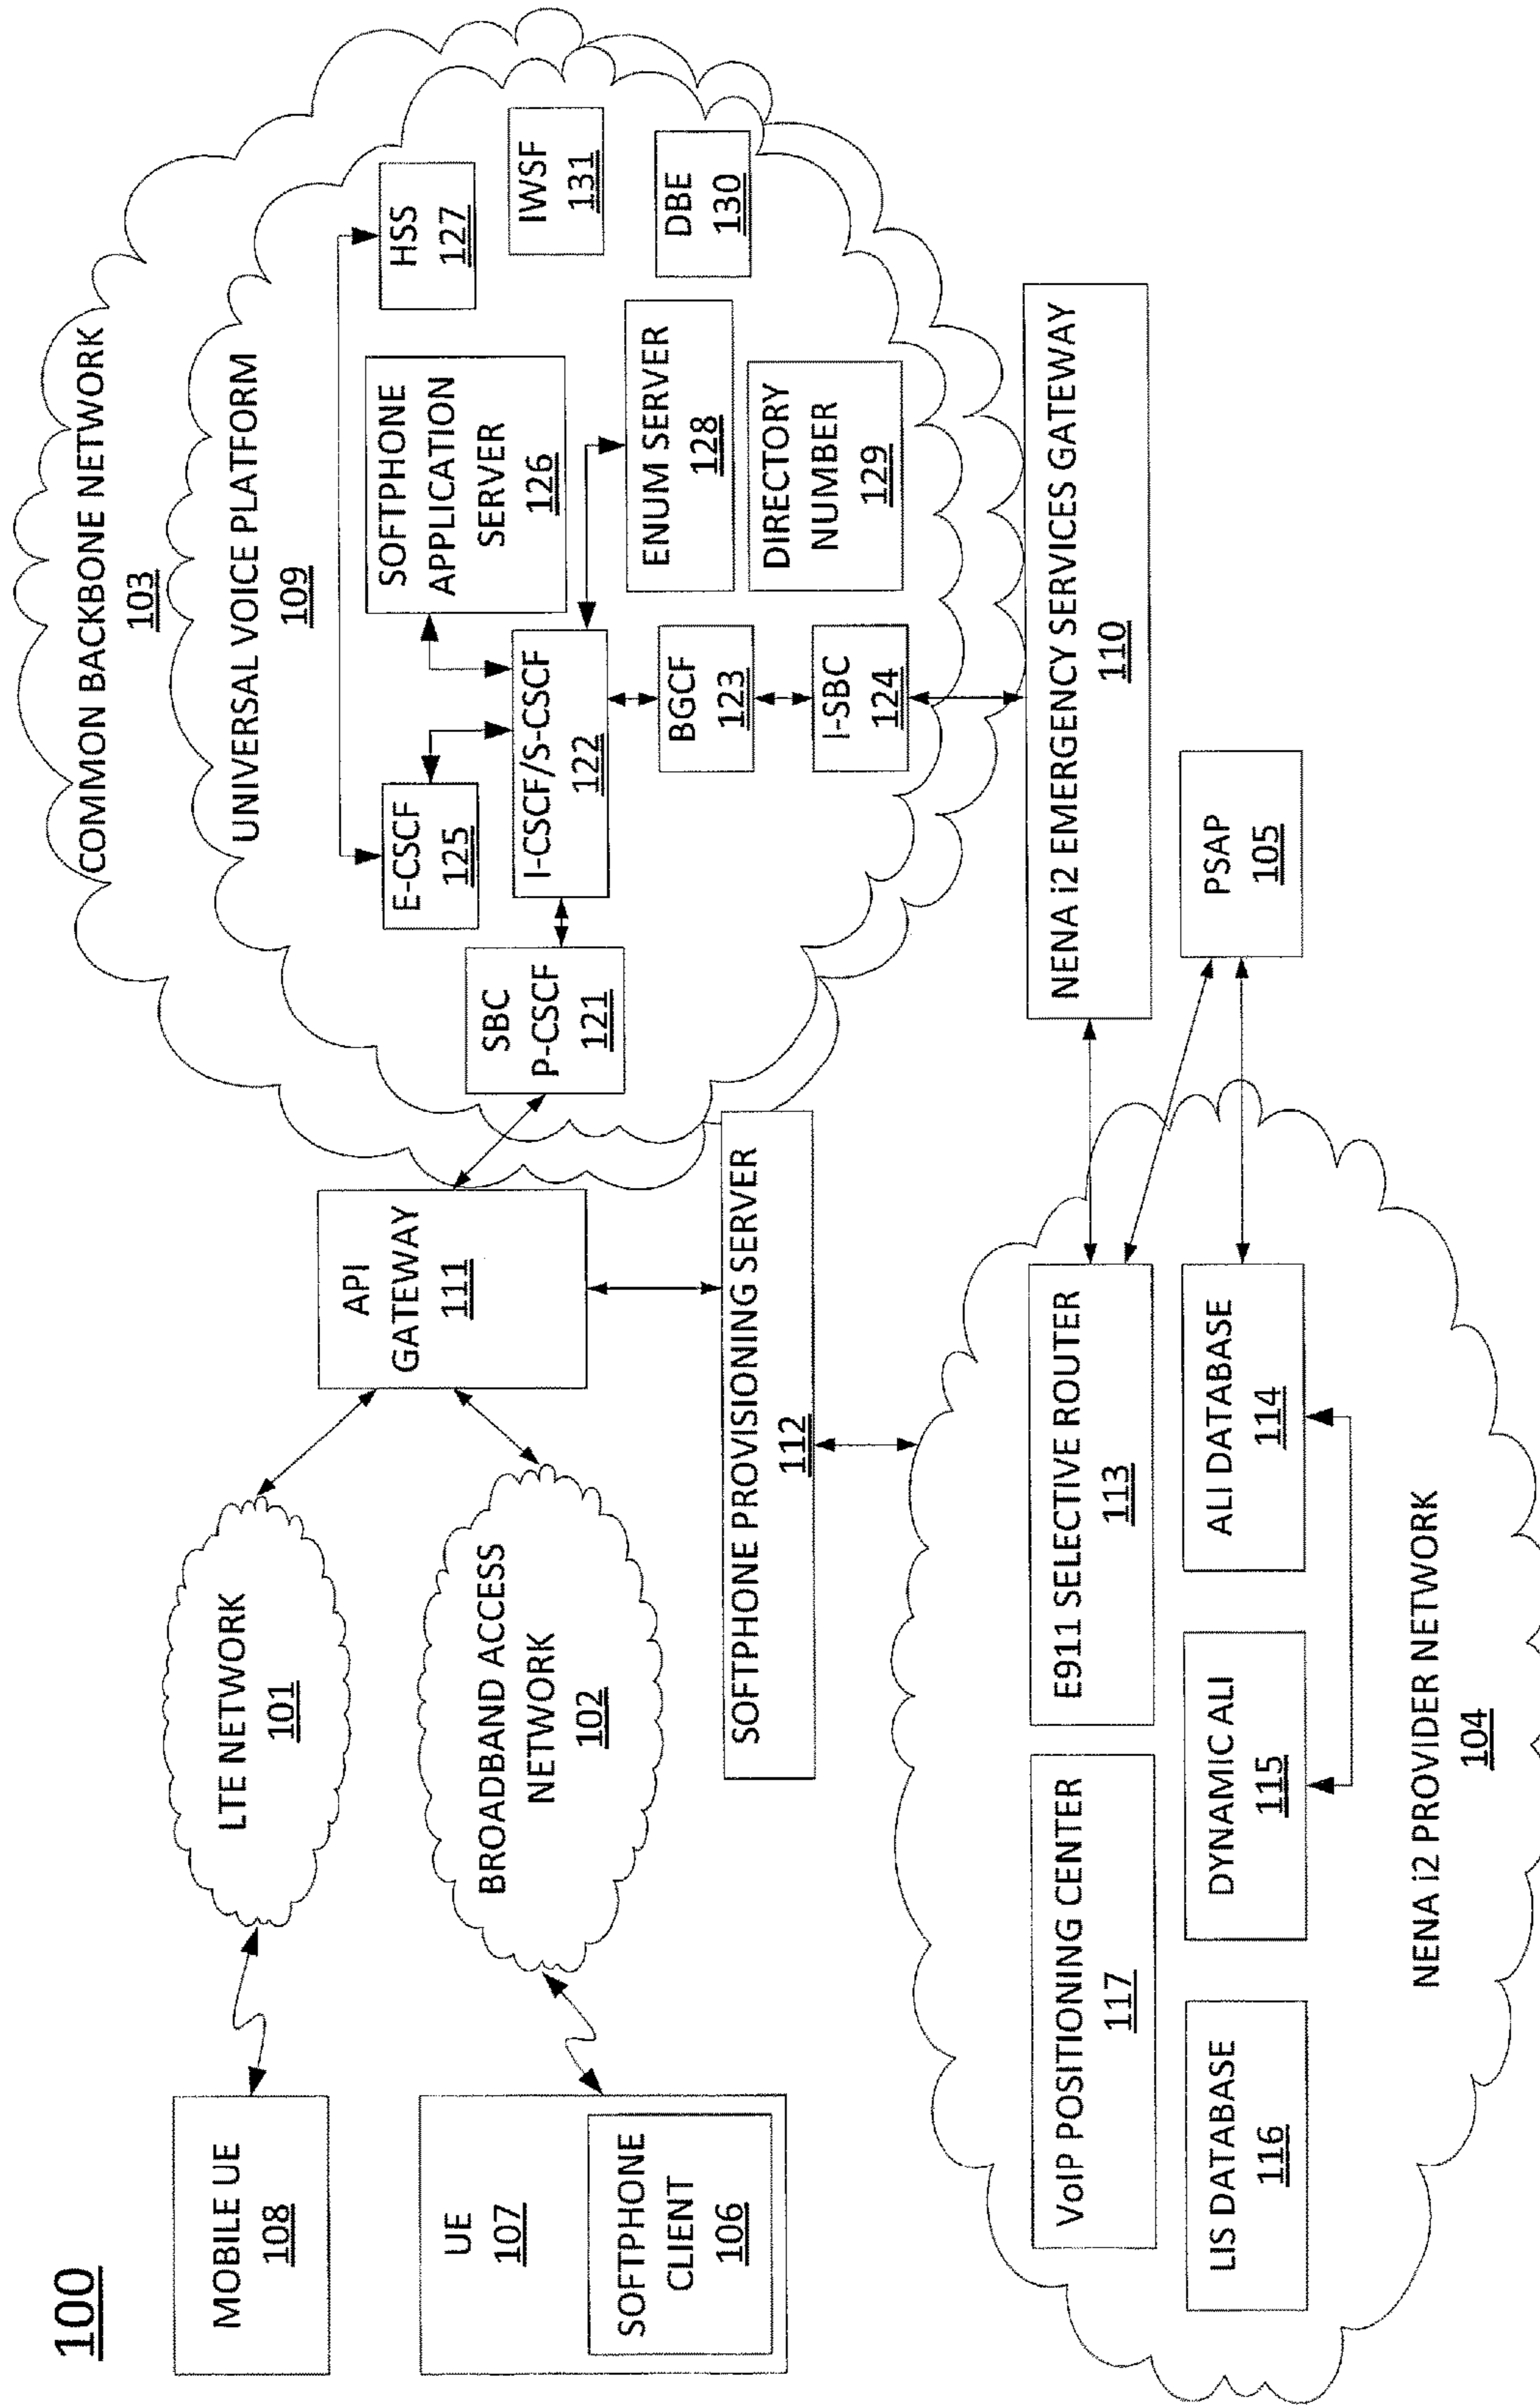 100
MOBILE UE
108
UE
107
SOFTPHONE
CLIENT
106
LTE NETWORK
101
BROADBAND ACCESS
NETWORK
102
API
GATEWAY
111
SOFTPHONE PROVISIONING SERVER
112
COMMON BACKBONE NETWORK
103
UNIVERSAL VOICE PLATFORM
109
SBC
P-CSCF
121
E-CSCF
125
I-CSCF/S-CSCF
122
BGCF
123
I-SBC
124
SOFTPHONE
APPLICATION
SERVER
126
HSS
127
ENUM SERVER
128
DIRECTORY
NUMBER
129
IWSF
131
DBE
130
NENA i2 EMERGENCY SERVICES GATEWAY
110
PSAP
105
VoIP POSITIONING CENTER
117
E911 SELECTIVE ROUTER
113
LIS DATABASE
116
DYNAMIC ALI
115
ALI DATABASE
114
NENA i2 PROVIDER NETWORK
104